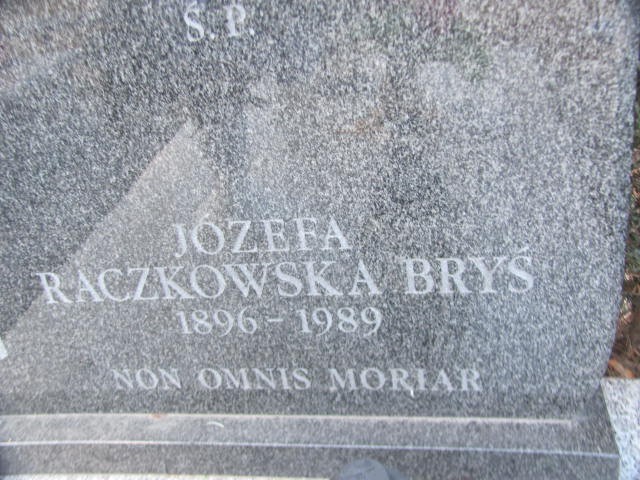 Ś. P.
JÓZEFA
RACZKOWSKA BRYŚ
1896-1989
NON OMNIS MORIAR